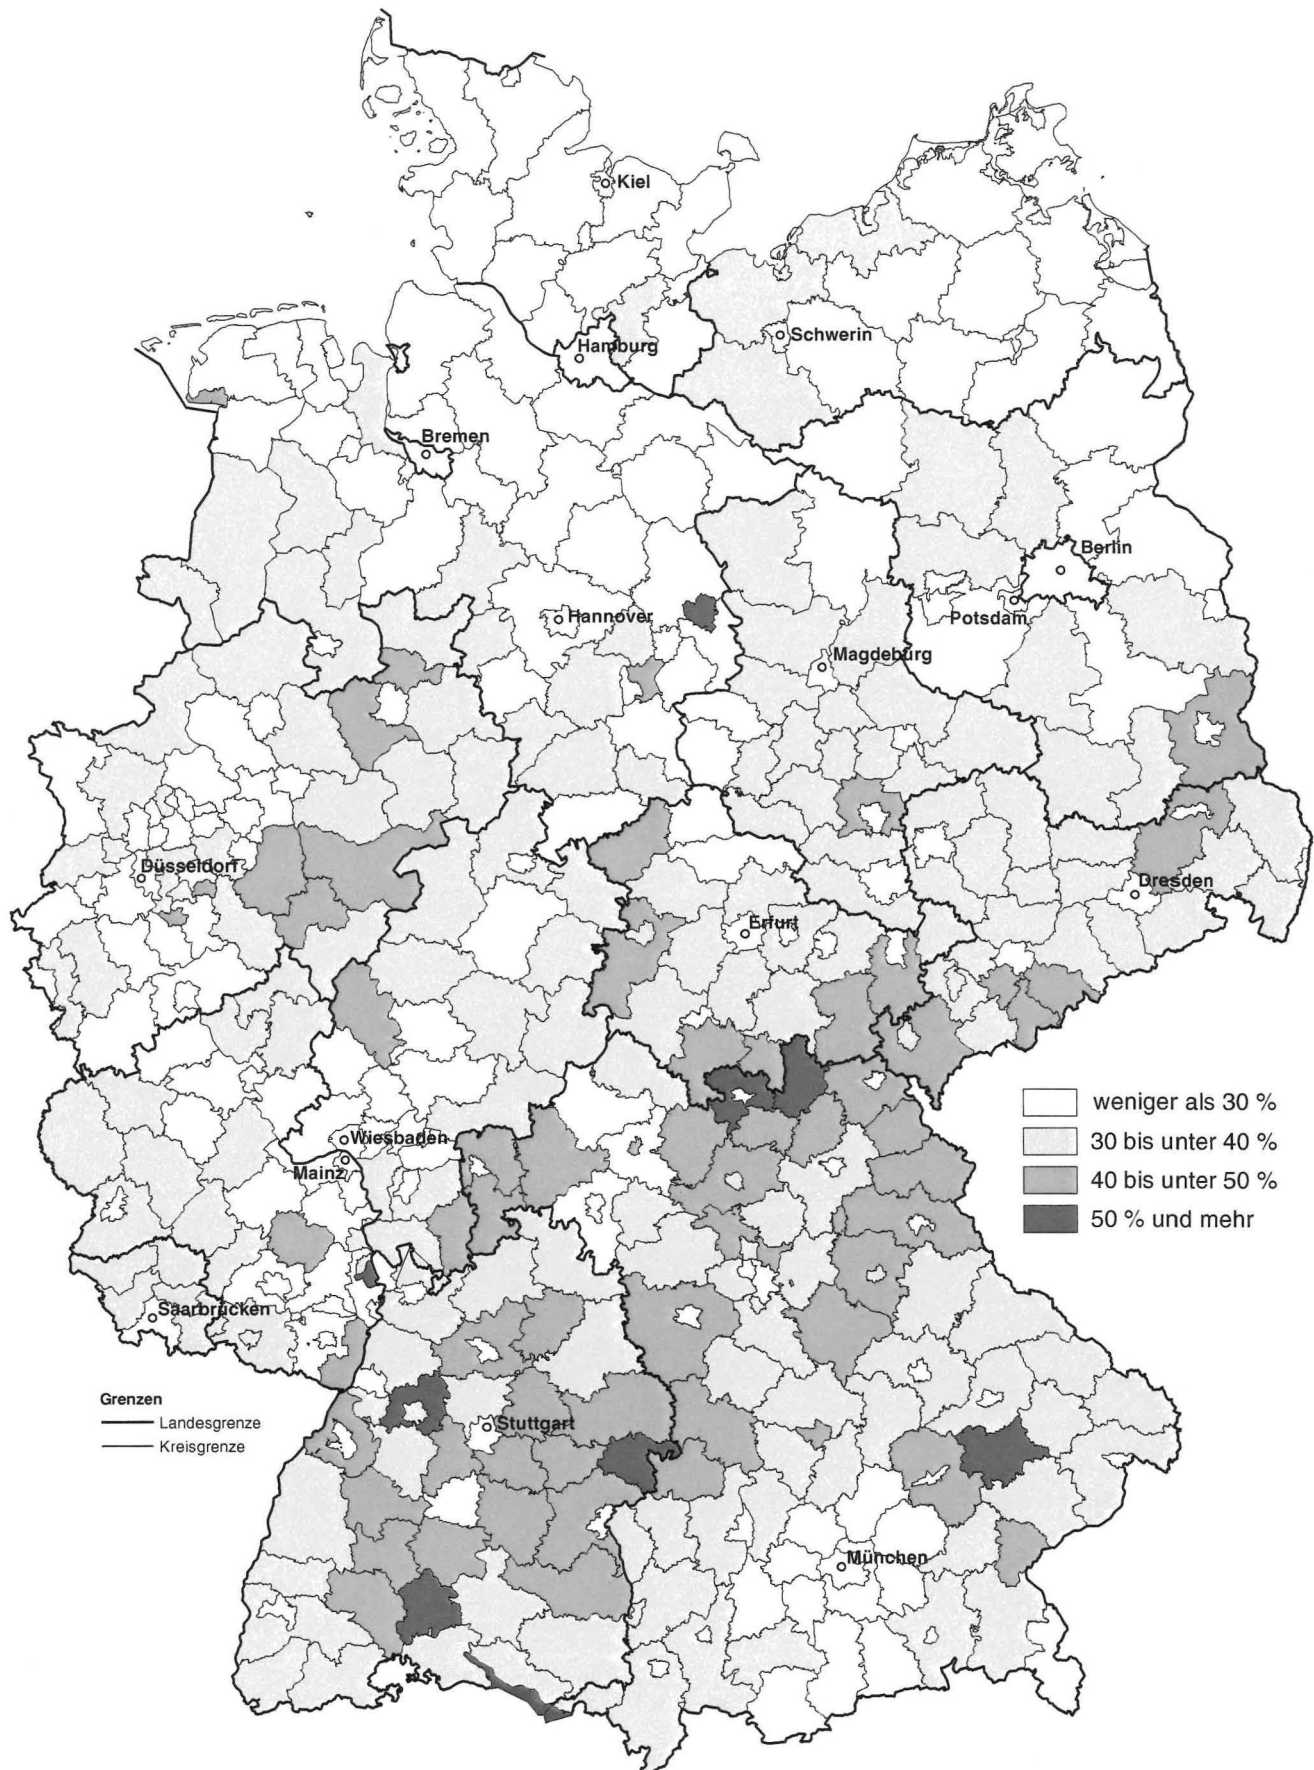 Kiel
Schwerin
Hamburg
Bremen
Berlin
Hannover
Potsdam
Magdeburg
Düsseldorf
Dresden
Erfurt
weniger als 30 %
Wiesbaden
30 bis unter 40 %
Mainz
40 bis unter 50 %
50 % und mehr
Saarbrücken
Grenzen
Landesgrenze
Stuttgart
Kreisgrenze
München